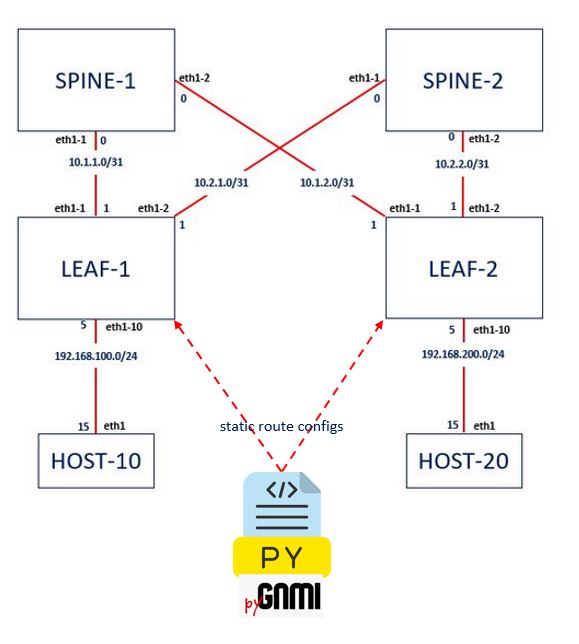 SPINE-1
SPINE-2
eth1-2
eth1-1
0
0
eth1-1
0
0
eth1-2
10.1.1.0/31
10.2.2.0/31
10.2.1.0/31
10.1.2.0/31
eth1-1
1
eth1-2
eth1-1
1
eth1-2
1
1
LEAF-1
LEAF-2
5
eth1-10
5
eth1-10
192.168.100.0/24
192.168.200.0/24
static route configs
15
eth1
15
eth1
HOST-10
HOST-20
</>
PY
pyGNMI